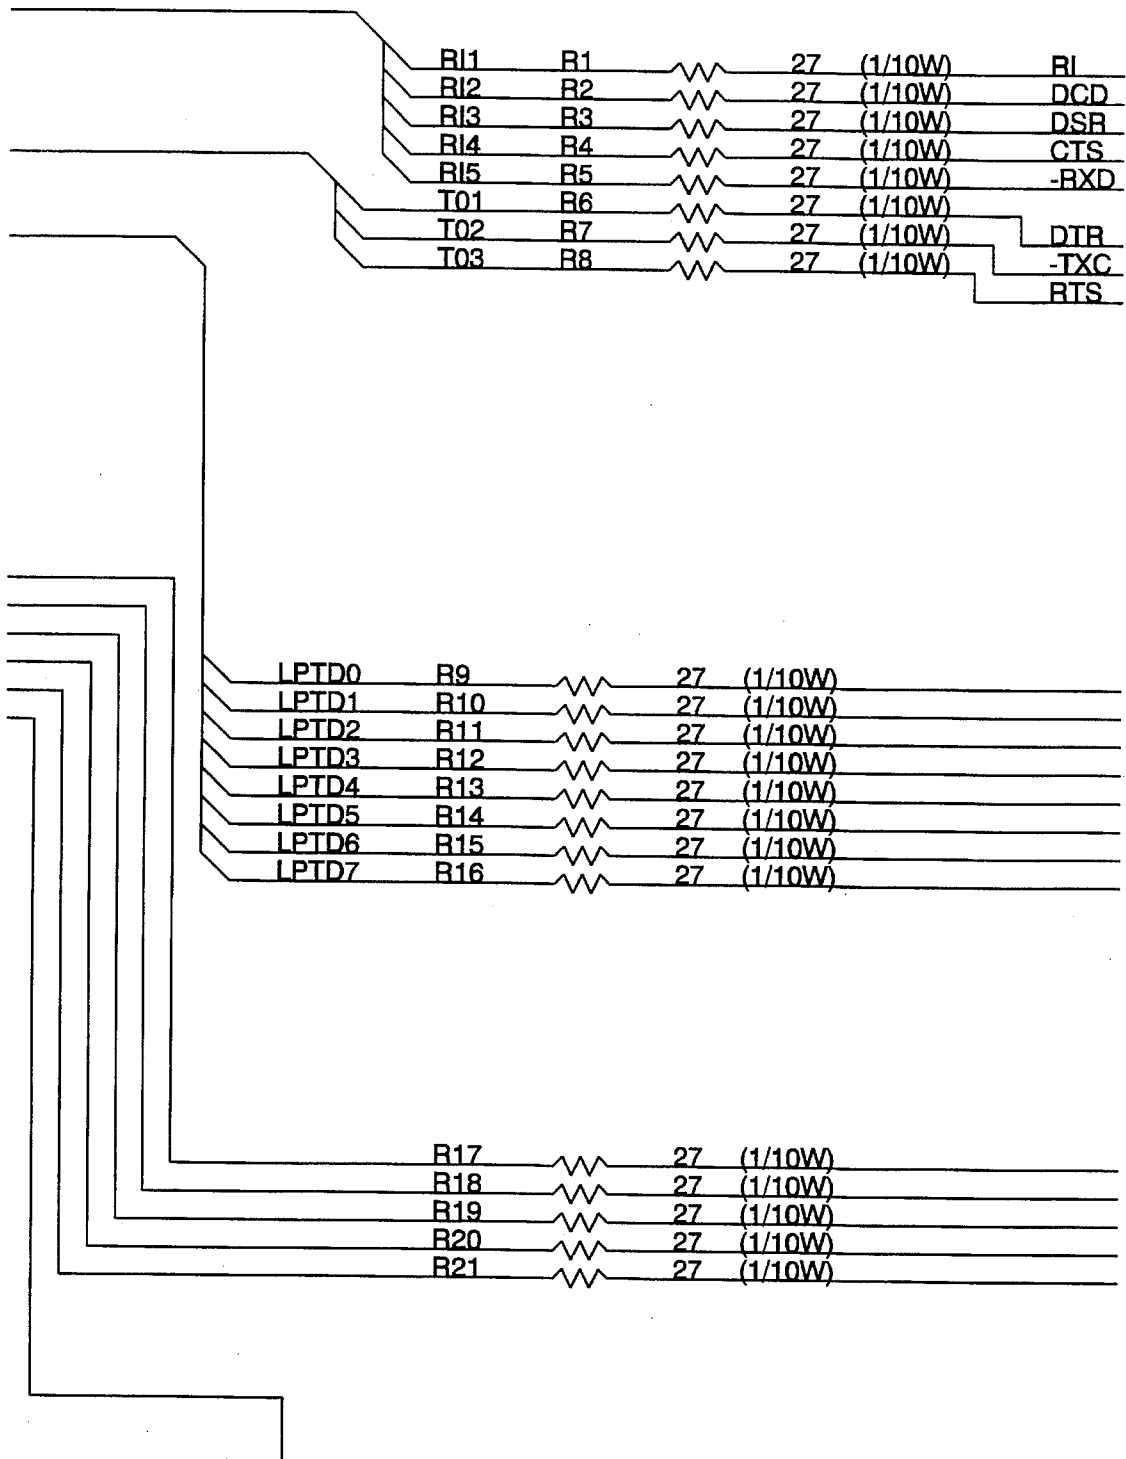 RI1 R1 27 (1/10W) RI
RI2 R2 27 (1/10W) DCD
RI3 R3 27 (1/10W) DSR
RI4 R4 27 (1/10W) CTS
RI5 R5 27 (1/10W) -RXD
T01 R6 27 (1/10W)
DTR
T02 R7 27 (1/10W)
-TXC
T03 R8 27 (1/10W)
RTS
LPTD0 R9 27 (1/10W)
LPTD1 R10 27 (1/10W)
LPTD2 R11 27 (1/10W)
LPTD3 R12 27 (1/10W)
LPTD4 R13 27 (1/10W)
LPTD5 R14 27 (1/10W)
LPTD6 R15 27 (1/10W)
LPTD7 R16 27 (1/10W)
R17 27 (1/10W)
R18 27 (1/10W)
R19 27 (1/10W)
R20 27 (1/10W)
R21 27 (1/10W)